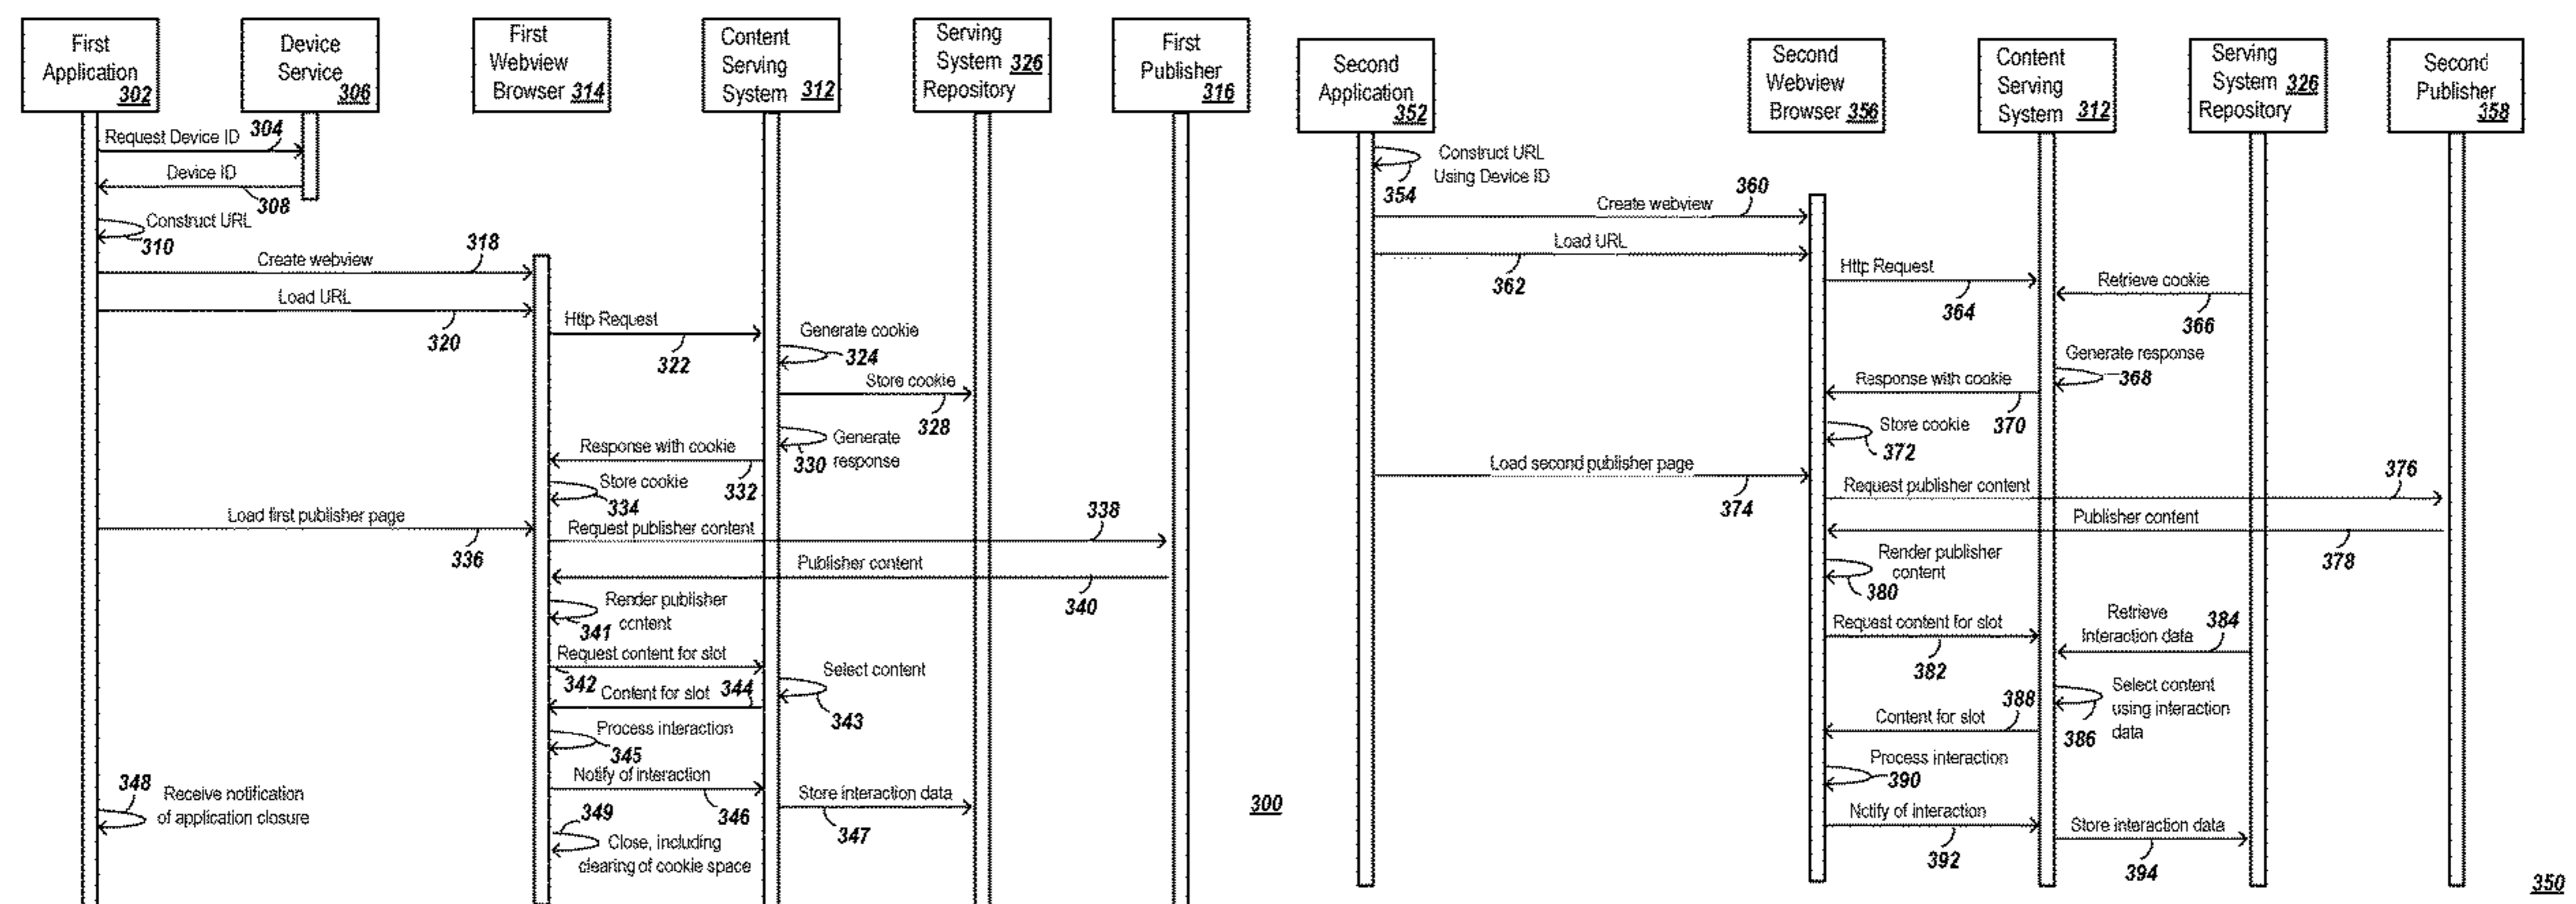 First
Application
302
Device
Service
306
First
Webview
Browser 314
Content
Serving
System 312
Serving
System 326
Repository
First
Publisher
316
Request Device ID
304
Device ID
308
Construct URL
310
Create webview
318
Load URL
320
Http Request
322
Generate cookie
324
Store cookie
328
Generate
response
330
Response with cookie
332
Store cookie
334
Load first publisher page
336
Request publisher content
338
Publisher content
340
Render publisher
content
341
Request content for slot
342
Select content
343
Content for slot
344
Process interaction
345
Notify of interaction
346
Store interaction data
347
348
Receive notification
of application closure
349
Close, including
clearing of cookie space
300
Second
Application
352
Second
Webview
Browser 356
Content
Serving
System 312
Serving
System 326
Repository
Second
Publisher
358
Construct URL
Using Device ID
354
Create webview
360
Load URL
362
Http Request
364
Retrieve cookie
366
Generate response
368
Response with cookie
370
Store cookie
372
Load second publisher page
374
Request publisher content
376
Publisher content
378
Render publisher
content
380
Request content for slot
382
Retrieve
Interaction data
384
Select content
using interaction
data
386
Content for slot
388
Process interaction
390
Notify of interaction
392
Store interaction data
394
350